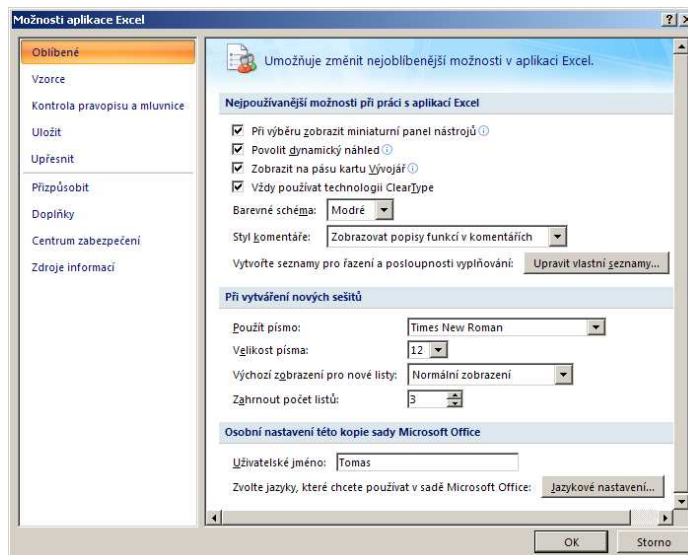 Možnosti aplikace Excel
Oblíbené
Vzorce
Kontrola pravopisu a mluvnice
Uložit
Upřesnit
Přizpůsobit
Doplňky
Centrum zabezpečení
Zdroje informací
Umožňuje změnit nejoblíbenější možnosti v aplikaci Excel.
Nejpoužívanější možnosti při práci s aplikací Excel
Při výběru zobrazit miniaturní panel nástrojů
Povolit dynamický náhled
Zobrazit na pásu kartu Vývojář
Vždy používat technologii ClearType
Barevné schéma: Modré
Styl komentáře: Zobrazovat popisy funkcí v komentářích
Vytvořte seznamy pro řazení a posloupnosti vyplňování: Upravit vlastní seznamy...
Při vytváření nových sešitů
Použít písmo: Times New Roman
Velikost písma: 12
Výchozí zobrazení pro nové listy: Normální zobrazení
Zahrnout počet listů: 3
Osobní nastavení této kopie sady Microsoft Office
Uživatelské jméno: Tomas
Zvolte jazyky, které chcete používat v sadě Microsoft Office: Jazykové nastavení...
OK Storno